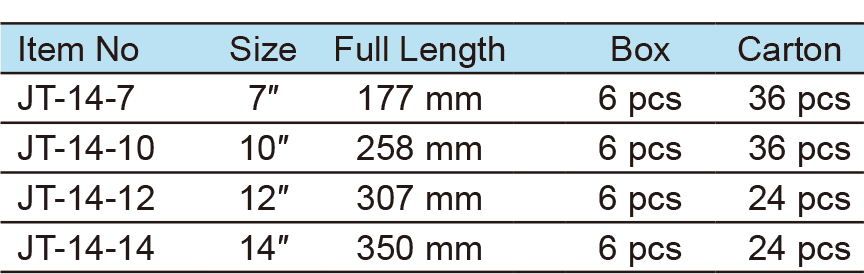 Item No Size Full Length Box Carton
JT-14-7 7″ 177 mm 6 pcs 36 pcs
JT-14-10 10″ 258 mm 6 pcs 36 pcs
JT-14-12 12″ 307 mm 6 pcs 24 pcs
JT-14-14 14″ 350 mm 6 pcs 24 pcs